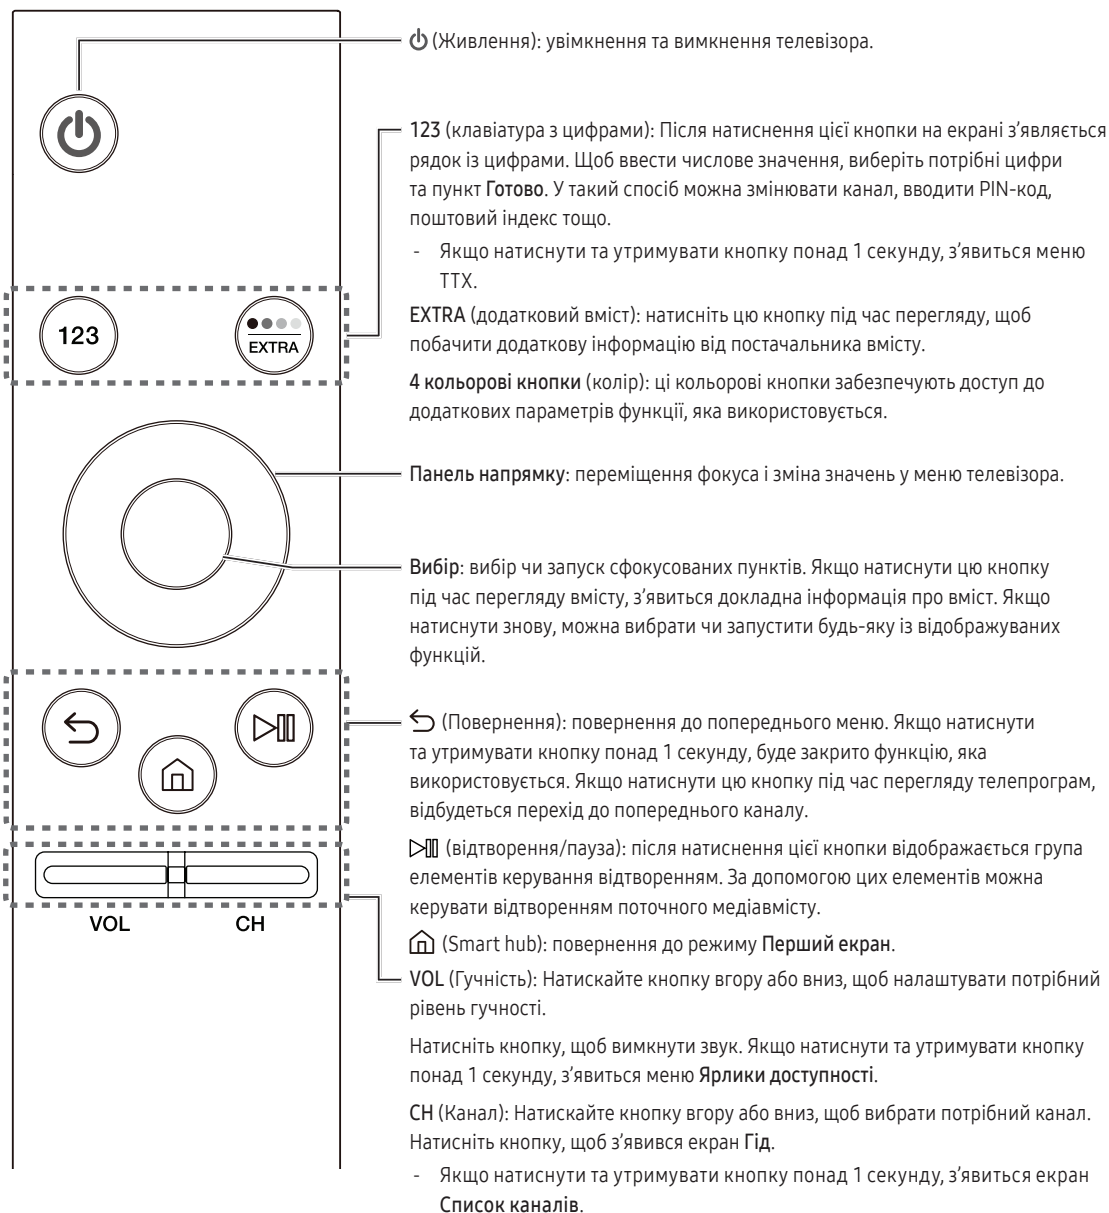 (Живлення): увімкнення та вимкнення телевізора.
123 (клавіатура з цифрами): Після натиснення цієї кнопки на екрані з’являється
рядок із цифрами. Щоб ввести числове значення, виберіть потрібні цифри
та пункт Готово. У такий спосіб можна змінювати канал, вводити PIN-код,
поштовий індекс тощо.
- Якщо натиснути та утримувати кнопку понад 1 секунду, з’явиться меню
TTX.
123
EXTRA
EXTRA (додатковий вміст): натисніть цю кнопку під час перегляду, щоб
побачити додаткову інформацію від постачальника вмісту.
4 кольорові кнопки (колір): ці кольорові кнопки забезпечують доступ до
додаткових параметрів функції, яка використовується.
Панель напрямку: переміщення фокуса і зміна значень у меню телевізора.
Вибір: вибір чи запуск сфокусованих пунктів. Якщо натиснути цю кнопку
під час перегляду вмісту, з’явиться докладна інформація про вміст. Якщо
натиснути знову, можна вибрати чи запустити будь-яку із відображуваних
функцій.
(Повернення): повернення до попереднього меню. Якщо натиснути
та утримувати кнопку понад 1 секунду, буде закрито функцію, яка
використовується. Якщо натиснути цю кнопку під час перегляду телепрограм,
відбудеться перехід до попереднього каналу.
(відтворення/пауза): після натиснення цієї кнопки відображається група
елементів керування відтворенням. За допомогою цих елементів можна
керувати відтворенням поточного медіавмісту.
VOL
CH
(Smart hub): повернення до режиму Перший екран.
VOL (Гучність): Натискайте кнопку вгору або вниз, щоб налаштувати потрібний
рівень гучності.
Натисніть кнопку, щоб вимкнути звук. Якщо натиснути та утримувати кнопку
понад 1 секунду, з’явиться меню Ярлики доступності.
CH (Канал): Натискайте кнопку вгору або вниз, щоб вибрати потрібний канал.
Натисніть кнопку, щоб з’явився екран Гід.
- Якщо натиснути та утримувати кнопку понад 1 секунду, з’явиться екран
Список каналів.